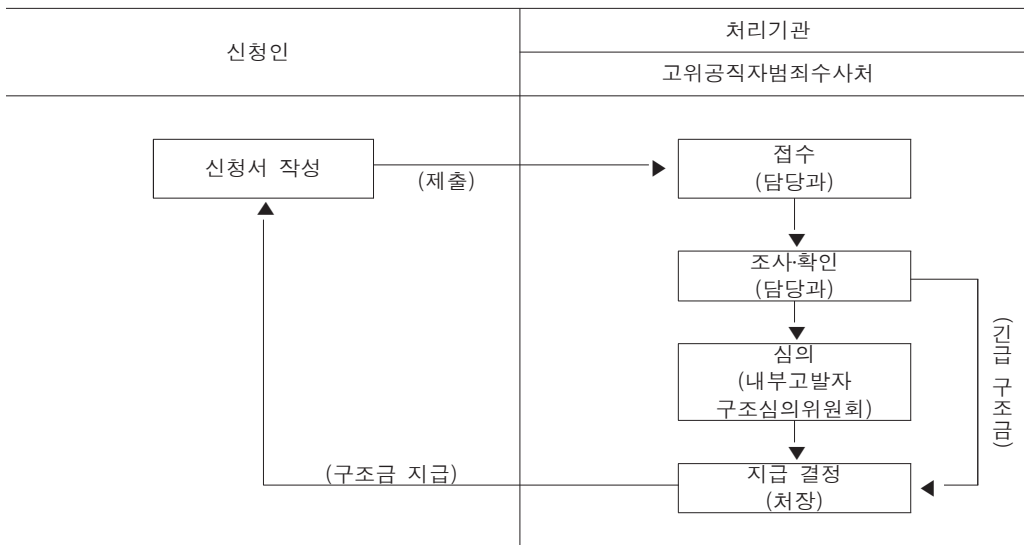 신청인
처리기관
고위공직자범죄수사처
신청서 작성
(제출)
접수
(담당과)
조사·확인
(담당과)
(긴급 구조금)
심의
(내부고발자
구조심의위원회)
(구조금 지급)
지급 결정
(처장)